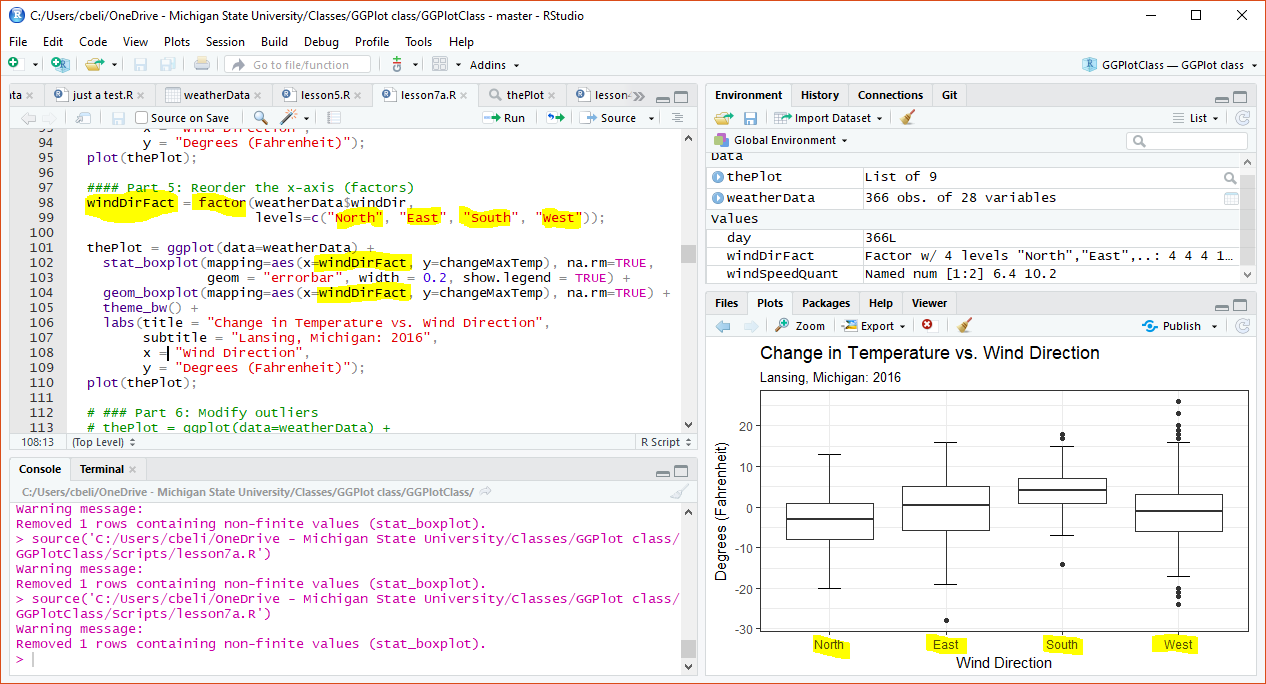 C:/Users/cbeli/OneDrive - Michigan State University/Classes/GGPlot class/GGPlotClass - master - RStudio
File Edit Code View Plots Session Build Debug Profile Tools Help
Go to file/function Addins GGPlotClass — GGPlot class
ta just a test.R weatherData lesson5.R lesson7a.R thePlot lesson
Source on Save Run Source
93 x = "Wind Direction",
94 y = "Degrees (Fahrenheit)");
95 plot(thePlot);
96
97 #### Part 5: Reorder the x-axis (factors)
98 windDirFact = factor(weatherData$windDir,
99 levels=c("North", "East", "South", "West"));
100
101 thePlot = ggplot(data=weatherData) +
102 stat_boxplot(mapping=aes(x=windDirFact, y=changeMaxTemp), na.rm=TRUE,
103 geom = "errorbar", width = 0.2, show.legend = TRUE) +
104 geom_boxplot(mapping=aes(x=windDirFact, y=changeMaxTemp), na.rm=TRUE) +
105 theme_bw() +
106 labs(title = "Change in Temperature vs. Wind Direction",
107 subtitle = "Lansing, Michigan: 2016",
108 x = "Wind Direction",
109 y = "Degrees (Fahrenheit)");
110 plot(thePlot);
111
112 # ### Part 6: Modify outliers
113 # thePlot = ggplot(data=weatherData) +
108:13 (Top Level) R Script
Console Terminal
C:/Users/cbeli/OneDrive - Michigan State University/Classes/GGPlot class/GGPlotClass/
Warning message:
Removed 1 rows containing non-finite values (stat_boxplot).
> source('C:/Users/cbeli/OneDrive - Michigan State University/Classes/GGPlot class/
GGPlotClass/Scripts/lesson7a.R')
Warning message:
Removed 1 rows containing non-finite values (stat_boxplot).
> source('C:/Users/cbeli/OneDrive - Michigan State University/Classes/GGPlot class/
GGPlotClass/Scripts/lesson7a.R')
Warning message:
Removed 1 rows containing non-finite values (stat_boxplot).
>
Environment History Connections Git
Import Dataset List
Global Environment
Data
thePlot List of 9
weatherData 366 obs. of 28 variables
Values
day 366L
windDirFact Factor w/ 4 levels "North","East",..: 4 4 4 1…
windSpeedQuant Named num [1:2] 6.4 10.2
Files Plots Packages Help Viewer
Zoom Export Publish
Change in Temperature vs. Wind Direction
Lansing, Michigan: 2016
Degrees (Fahrenheit)
20
10
0
-10
-20
-30
North East South West
Wind Direction